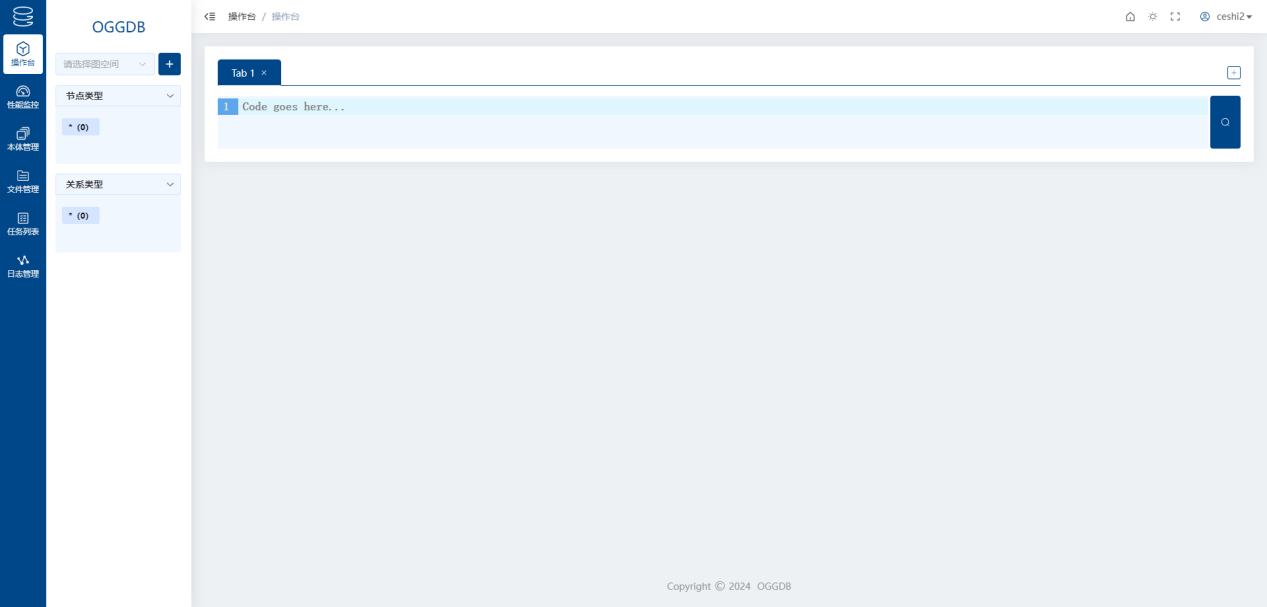 操作台
性能监控
本体管理
文件管理
任务列表
日志管理
OGGDB
请选择图空间
+
节点类型
* (0)
关系类型
* (0)
操作台 / 操作台
ceshi2
Tab 1 ×
+
1 Code goes here...
Copyright © 2024 OGGDB